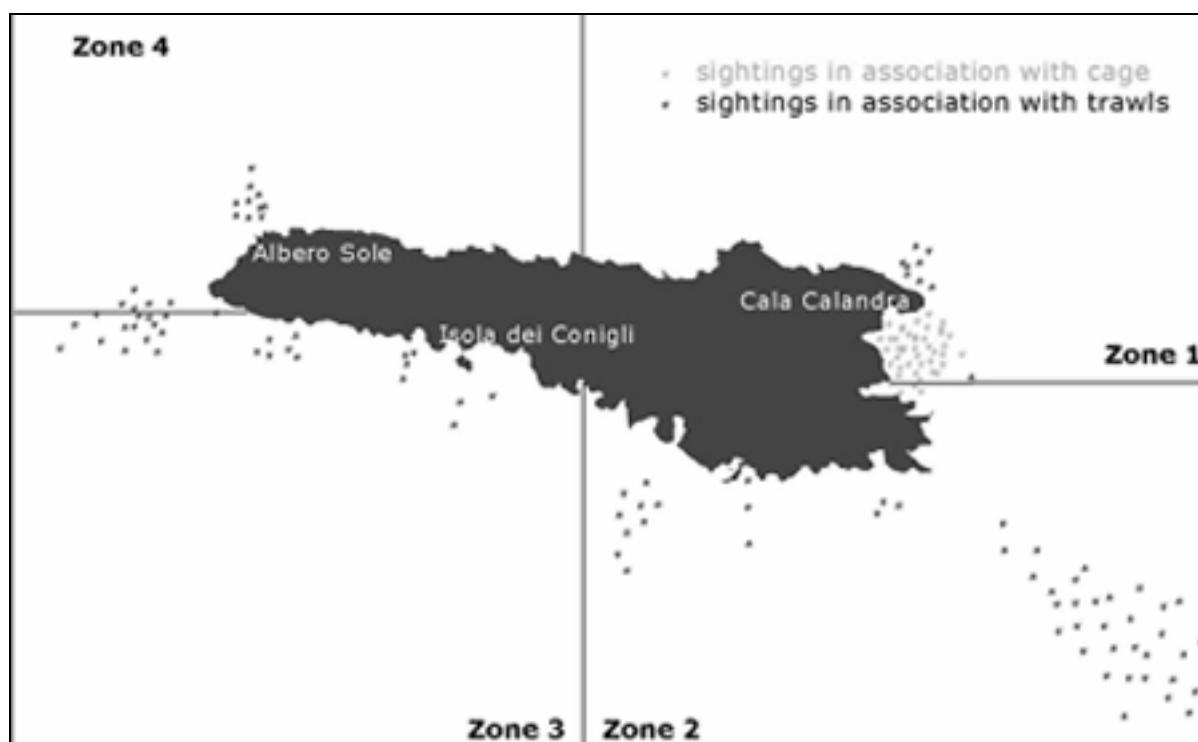 Zone 4
sightings in association with cage
sightings in association with trawls
Albero Sole
Cala Calandra
Isola dei Conigli
Zone 1
Zone 3
Zone 2